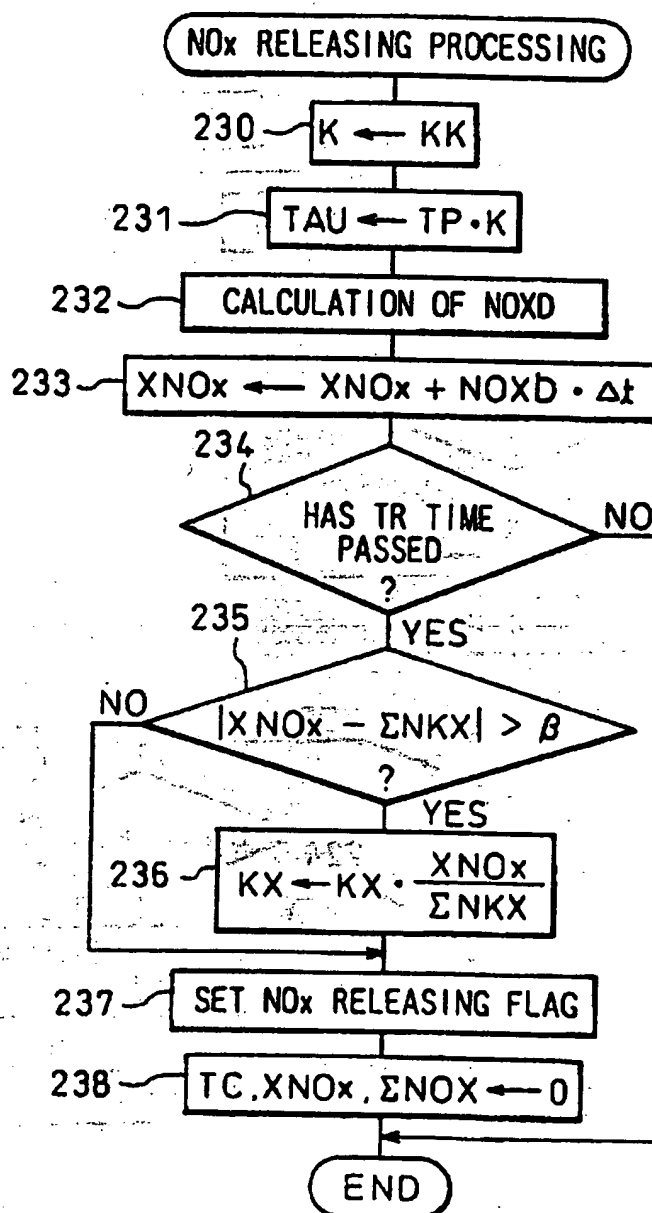 NOx RELEASING PROCESSING
230
K ← KK
231
TAU ← TP·K
232
CALCULATION OF NOXD
233
XNOx ← XNOx + NOXD · Δt
234
HAS TR TIME
PASSED
?
NO
YES
235
NO
|XNOx − ΣNKX| > β
?
YES
236
KX ← KX · XNOx / ΣNKX
237
SET NOx RELEASING FLAG
238
TC, XNOx, ΣNOX ← 0
END